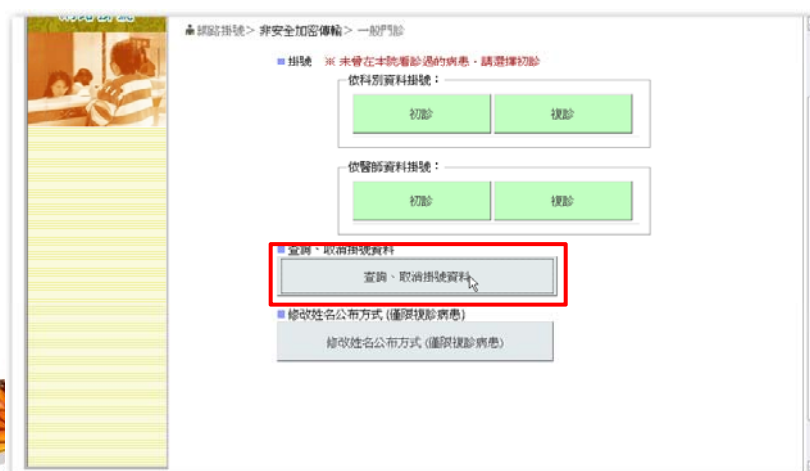 網路掛號> 非安全加密傳輸> 一般門診
掛號 ※ 未曾在本院看診過的病患，請選擇初診
依科別資料掛號：
初診 複診
依醫師資料掛號：
初診 複診
查詢、取消掛號資料
查詢、取消掛號資料
修改姓名公布方式 (僅限複診病患)
修改姓名公布方式 (僅限複診病患)